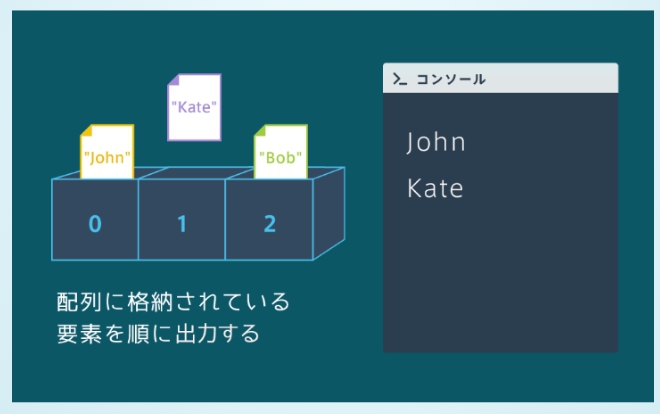 "Kate"
"John"
"Bob"
0
1
2
配列に格納されている
要素を順に出力する
コンソール
John
Kate